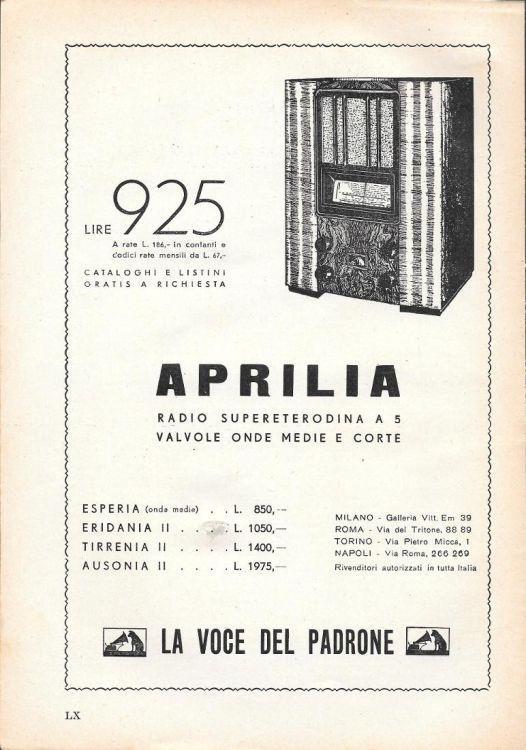 LIRE 925
A rate L. 186,- in contanti e
dodici rate mensili da L. 67,-
CATALOGHI E LISTINI
GRATIS A RICHIESTA
APRILIA
RADIO SUPERETERODINA A 5
VALVOLE ONDE MEDIE E CORTE
ESPERIA (onde medie) . . L. 850,—
ERIDANIA II . . . . L. 1050,—
TIRRENIA II . . . . L. 1400,—
AUSONIA II . . . . L. 1975,—
MILANO - Galleria Vitt. Em 39
ROMA - Via del Tritone, 88 89
TORINO - Via Pietro Micca, 1
NAPOLI - Via Roma, 266 269
Rivenditori autorizzati in tutta Italia
LA VOCE DEL PADRONE
LX